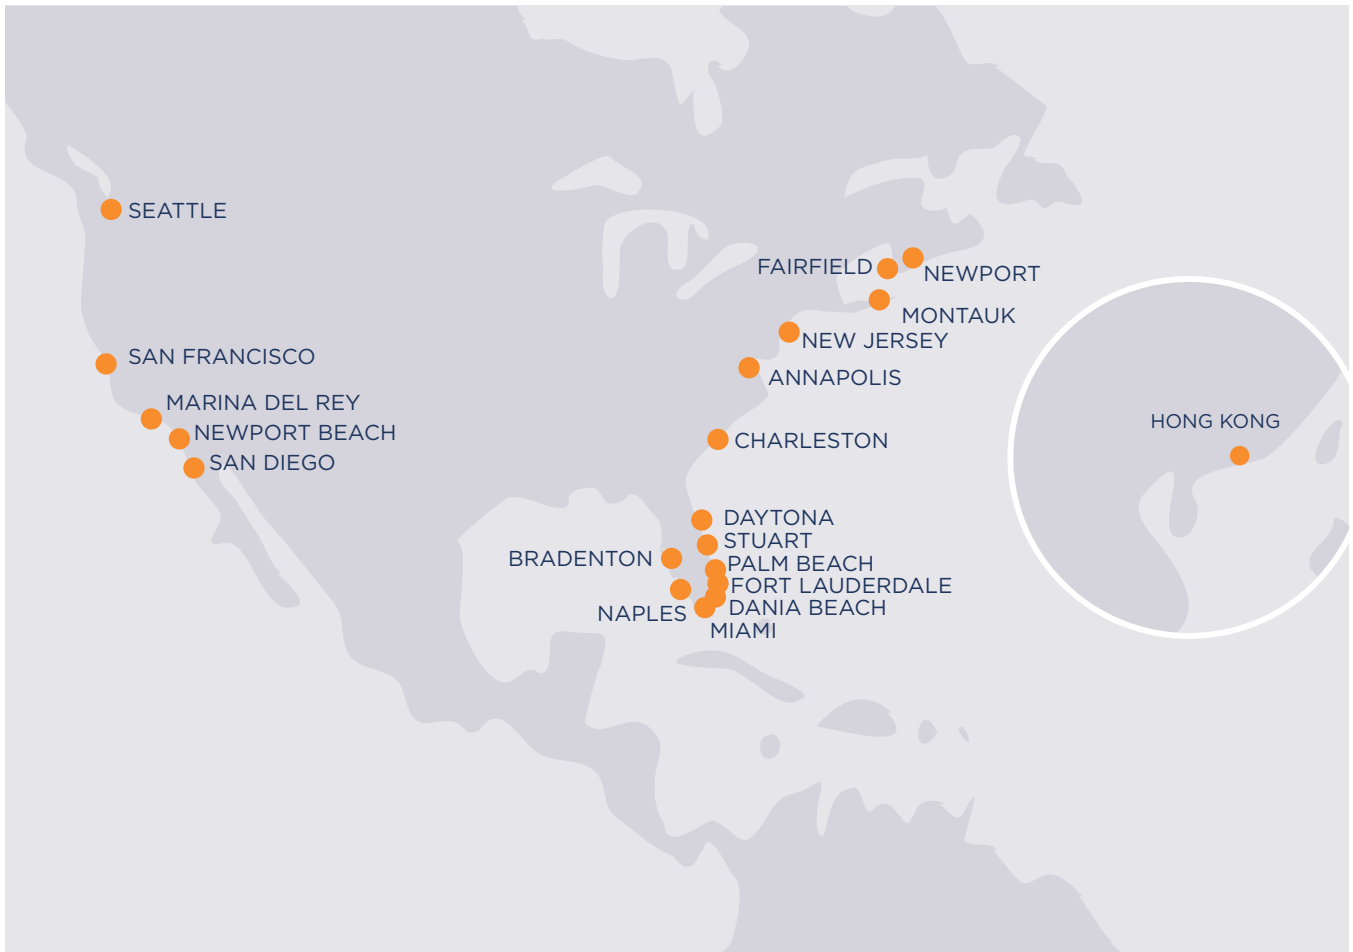 SEATTLE
FAIRFIELD
NEWPORT
MONTAUK
NEW JERSEY
SAN FRANCISCO
ANNAPOLIS
MARINA DEL REY
NEWPORT BEACH
SAN DIEGO
CHARLESTON
HONG KONG
DAYTONA
STUART
BRADENTON
PALM BEACH
FORT LAUDERDALE
DANIA BEACH
NAPLES
MIAMI